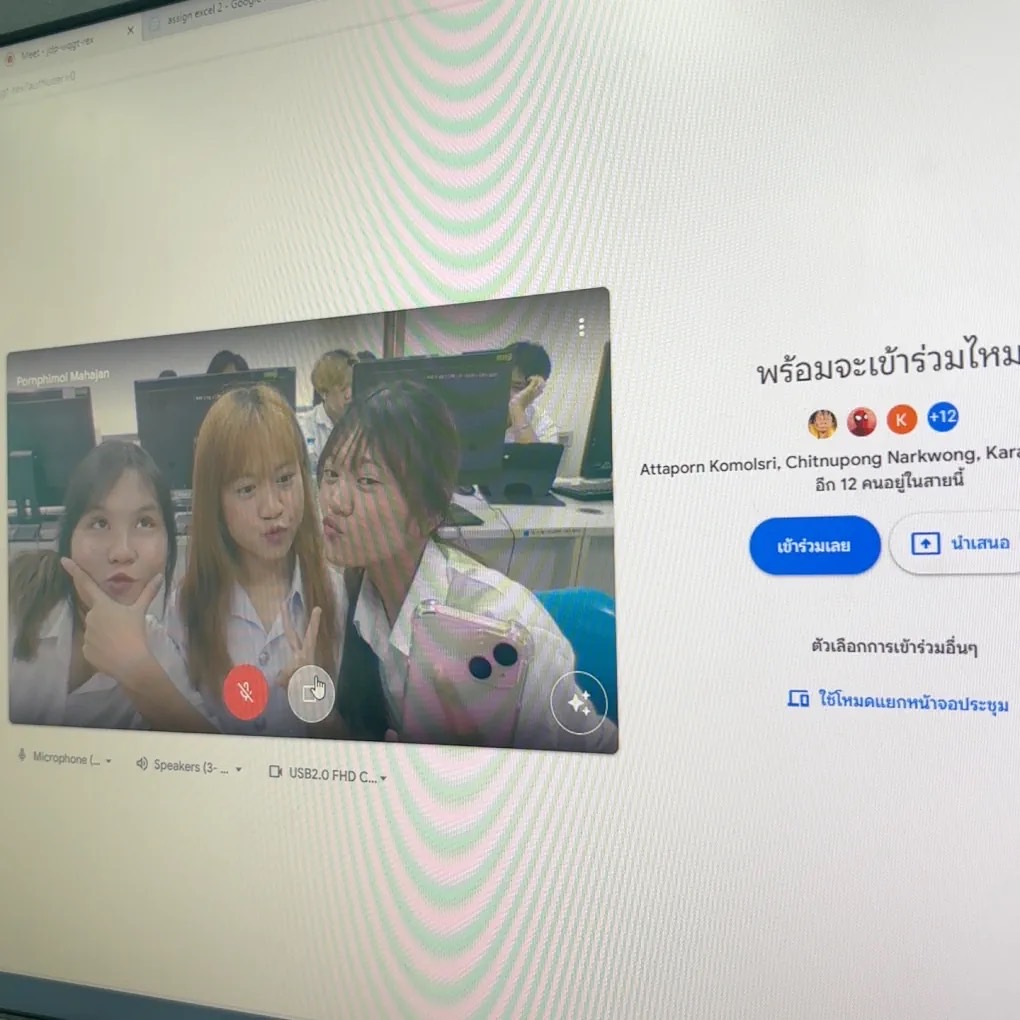 Meet - job-uqgt-rex
assign excel 2 - Google
Pornphimol Mahajan
พร้อมจะเข้าร่วมไหม
K
+12
Attaporn Komolsri, Chitnupong Narkwong, Kara
อีก 12 คนอยู่ในสายนี้
เข้าร่วมเลย
นำเสนอ
ตัวเลือกการเข้าร่วมอื่นๆ
ใช้โหมดแยกหน้าจอประชุม
Microphone (...
Speakers (3- ...
USB2.0 FHD C...